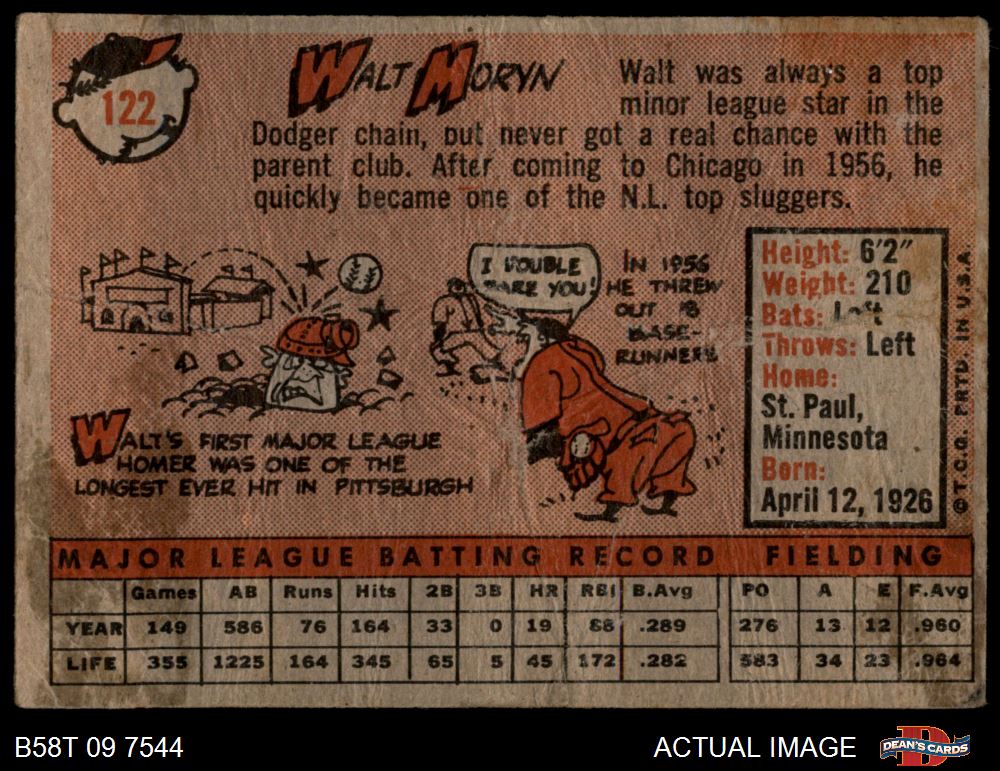 122
WALT MORYN
Walt was always a top
minor league star in the
Dodger chain, but never got a real chance with the
parent club. After coming to Chicago in 1956, he
quickly became one of the N.L. top sluggers.
I DOUBLE
DARE YOU!
IN 1956
HE THREW
OUT 18
BASE-
RUNNERS
WALT'S FIRST MAJOR LEAGUE
HOMER WAS ONE OF THE
LONGEST EVER HIT IN PITTSBURGH
Height: 6'2"
Weight: 210
Bats: Left
Throws: Left
Home:
St. Paul,
Minnesota
Born:
April 12, 1926
© T.C.G. PRTD. IN U.S.A.
MAJOR LEAGUE BATTING RECORD FIELDING
Games AB Runs Hits 2B 3B HR RBI B.Avg PO A E F.Avg
YEAR 149 586 76 164 33 0 19 88 .289 276 13 12 .960
LIFE 355 1225 164 345 65 5 45 172 .282 583 34 23 .964
B58T 09 7544
ACTUAL IMAGE
DEAN'S CARDS